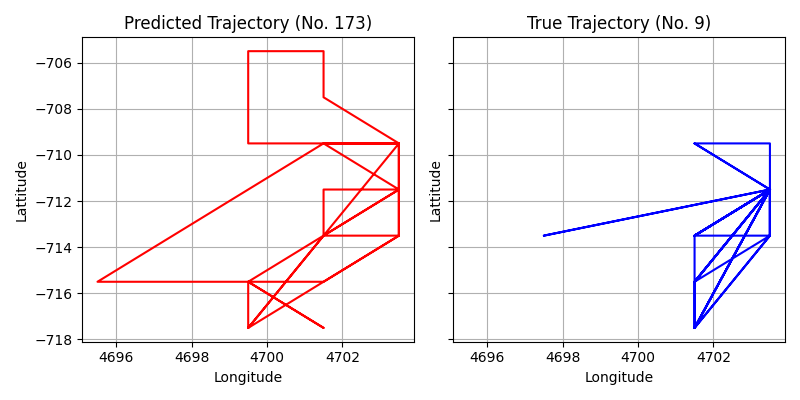 Predicted Trajectory (No. 173)
True Trajectory (No. 9)
Lattitude
−706
−708
−710
−712
−714
−716
−718
4696
4698
4700
4702
Longitude
Lattitude
4696
4698
4700
4702
Longitude